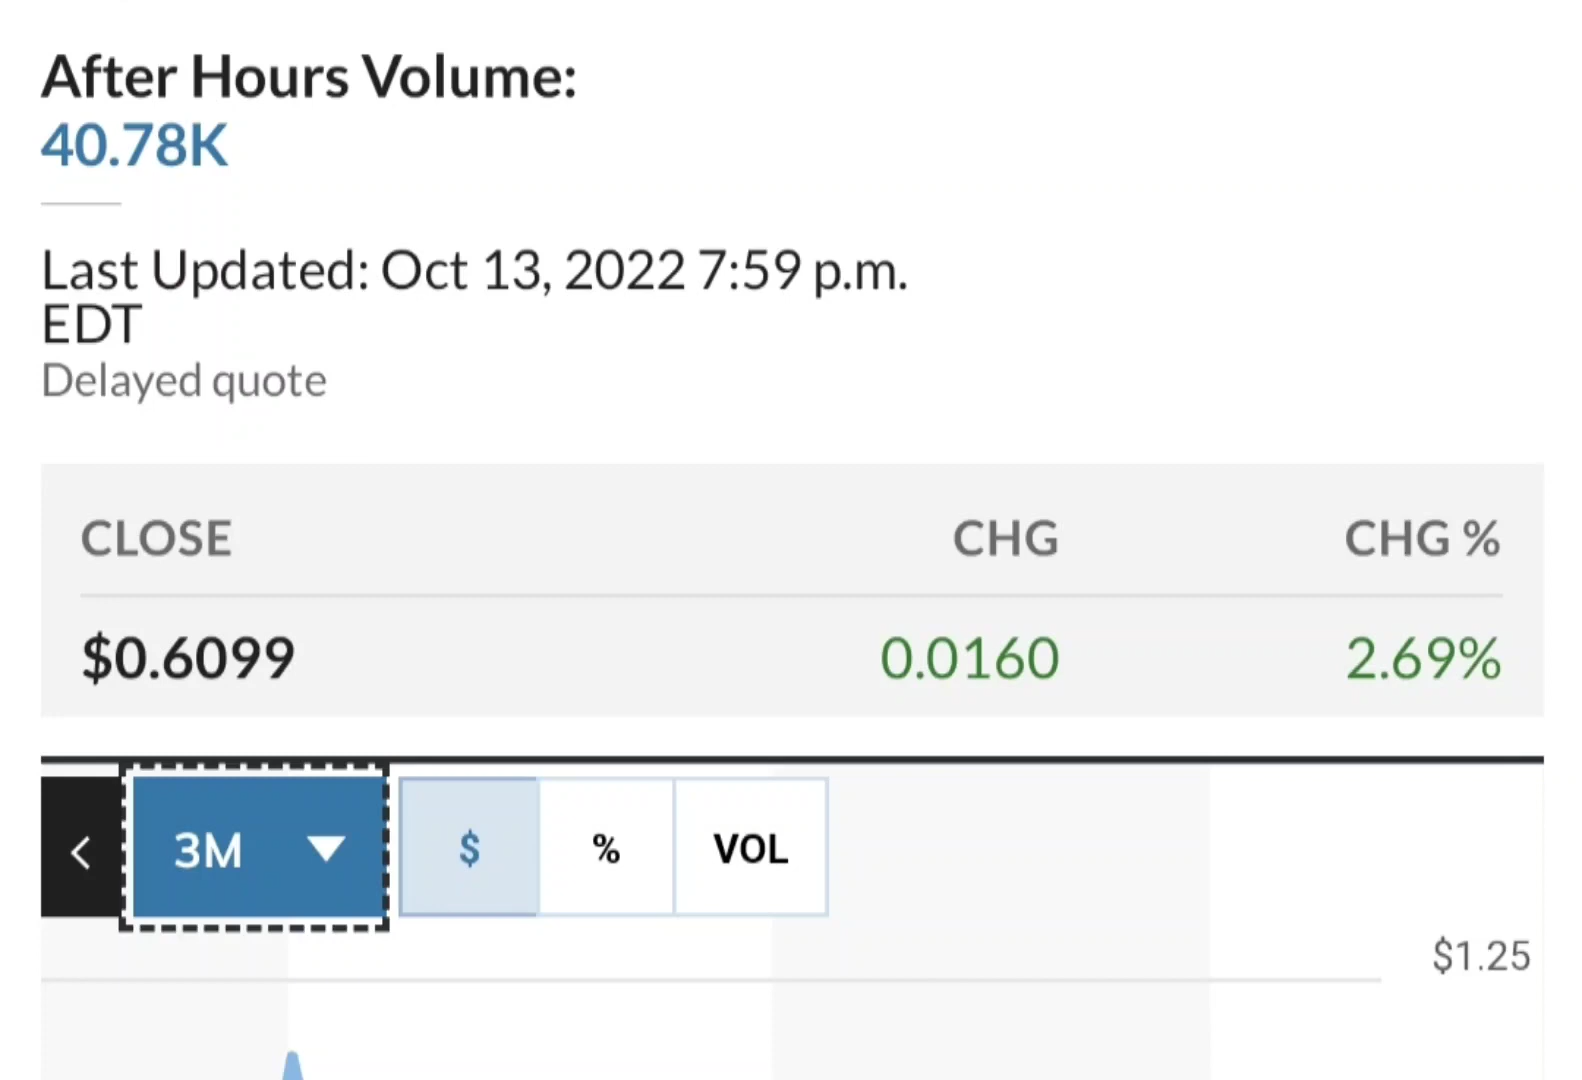 After Hours Volume:
40.78K
Last Updated: Oct 13, 2022 7:59 p.m.
EDT
Delayed quote
CLOSE CHG CHG %
$0.6099 0.0160 2.69%
3M $ % VOL
$1.25